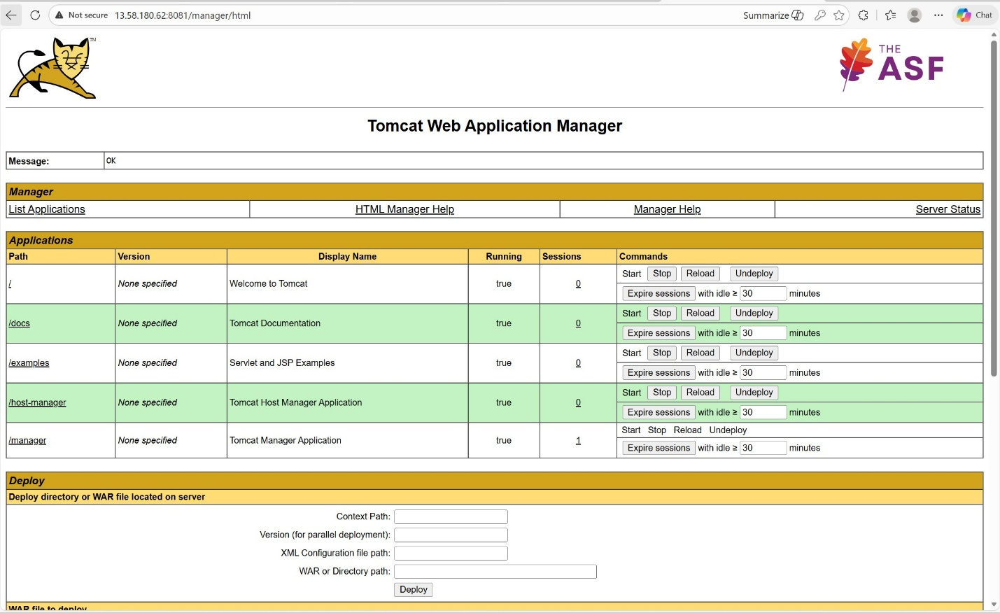 Not secure 13.58.180.62:8081/manager/html Summarize Chat
TM
THE
ASF
Tomcat Web Application Manager
Message: OK
Manager
List Applications HTML Manager Help Manager Help Server Status
Applications
Path Version Display Name Running Sessions Commands
/ None specified Welcome to Tomcat true 0 Start Stop Reload Undeploy
Expire sessions with idle ≥ 30 minutes
/docs None specified Tomcat Documentation true 0 Start Stop Reload Undeploy
Expire sessions with idle ≥ 30 minutes
/examples None specified Servlet and JSP Examples true 0 Start Stop Reload Undeploy
Expire sessions with idle ≥ 30 minutes
/host-manager None specified Tomcat Host Manager Application true 0 Start Stop Reload Undeploy
Expire sessions with idle ≥ 30 minutes
/manager None specified Tomcat Manager Application true 1 Start Stop Reload Undeploy
Expire sessions with idle ≥ 30 minutes
Deploy
Deploy directory or WAR file located on server
Context Path:
Version (for parallel deployment):
XML Configuration file path:
WAR or Directory path:
Deploy
WAR file to deploy